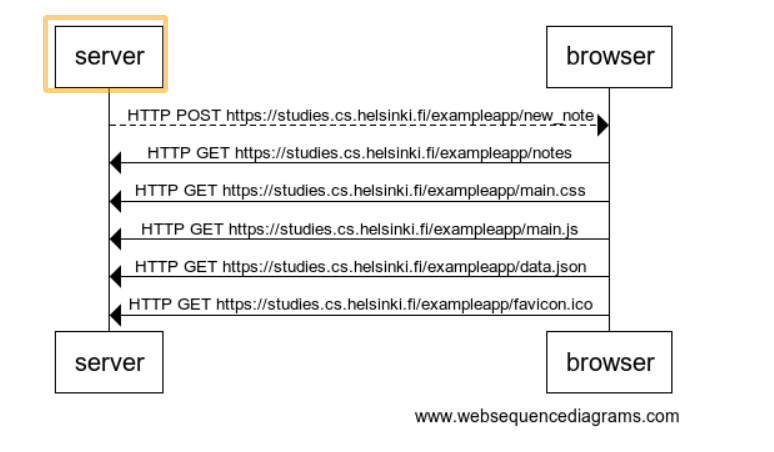 server browser
HTTP POST https://studies.cs.helsinki.fi/exampleapp/new_note
HTTP GET https://studies.cs.helsinki.fi/exampleapp/notes
HTTP GET https://studies.cs.helsinki.fi/exampleapp/main.css
HTTP GET https://studies.cs.helsinki.fi/exampleapp/main.js
HTTP GET https://studies.cs.helsinki.fi/exampleapp/data.json
HTTP GET https://studies.cs.helsinki.fi/exampleapp/favicon.ico
server browser
www.websequencediagrams.com